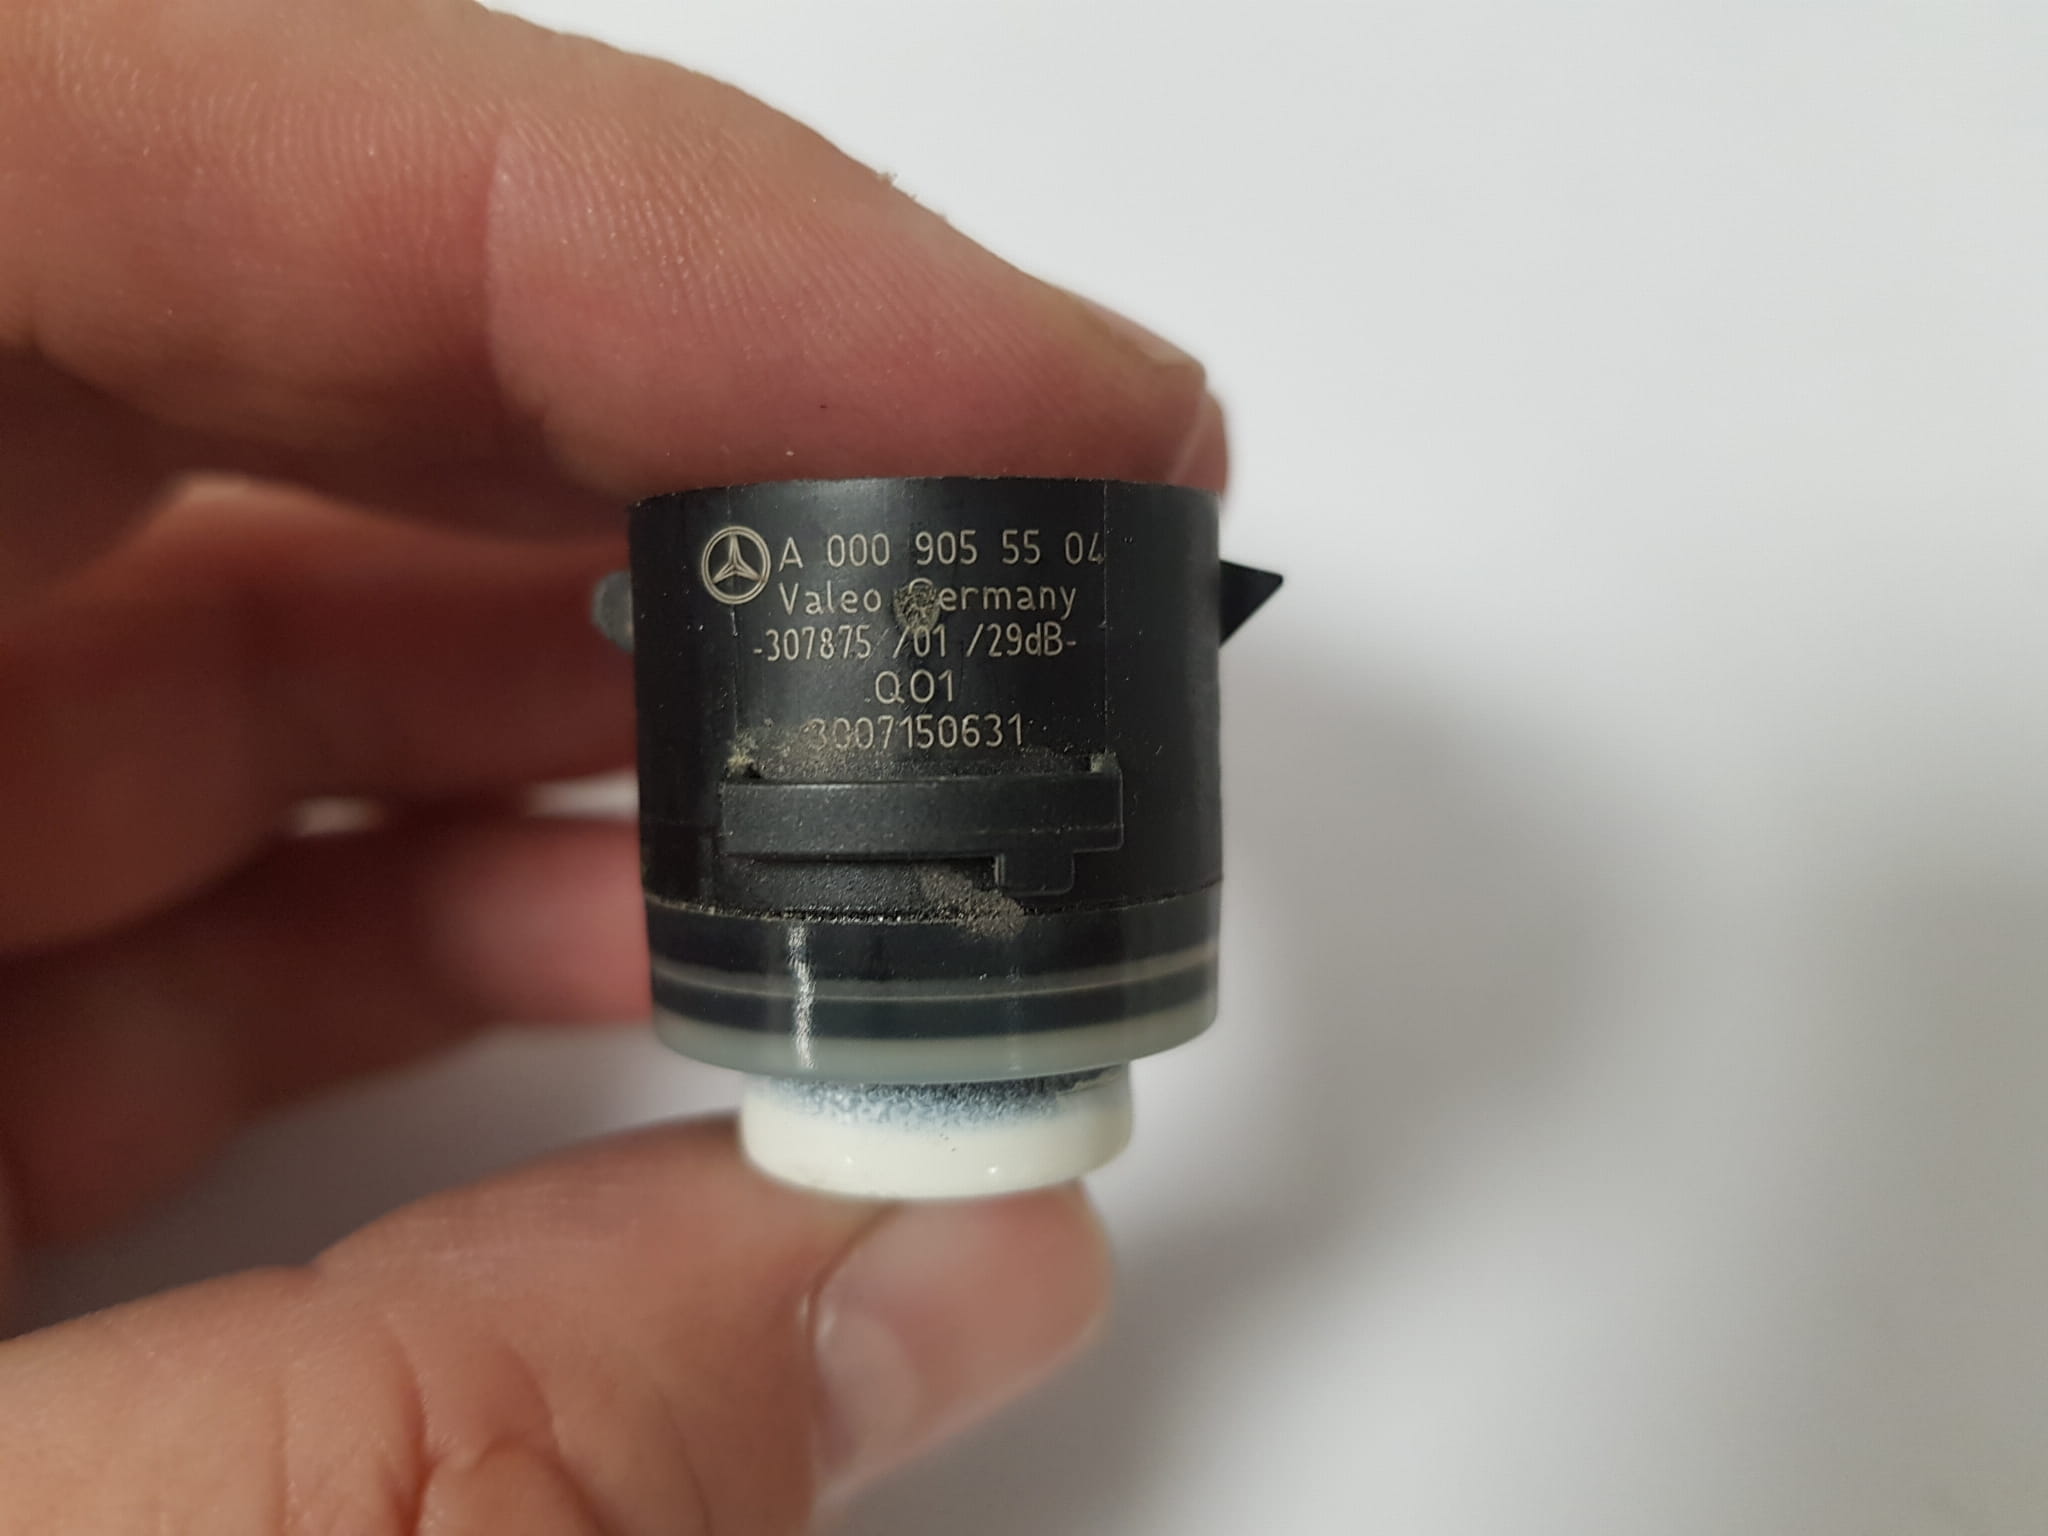 A 000 905 55 04
Valeo Germany
-307875 /01 /29dB-
Q01
3007150631